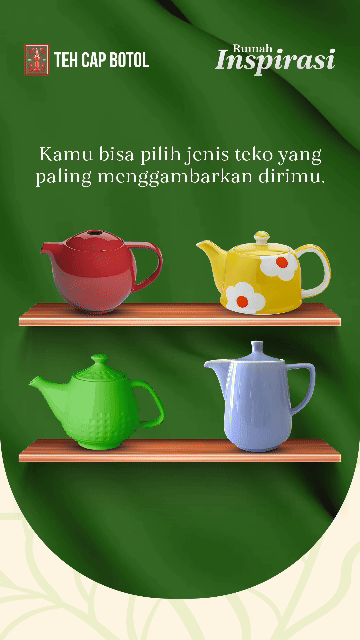 TEH CAP BOTOL
Rumah
Inspirasi
Kamu bisa pilih jenis teko yang
paling menggambarkan dirimu.